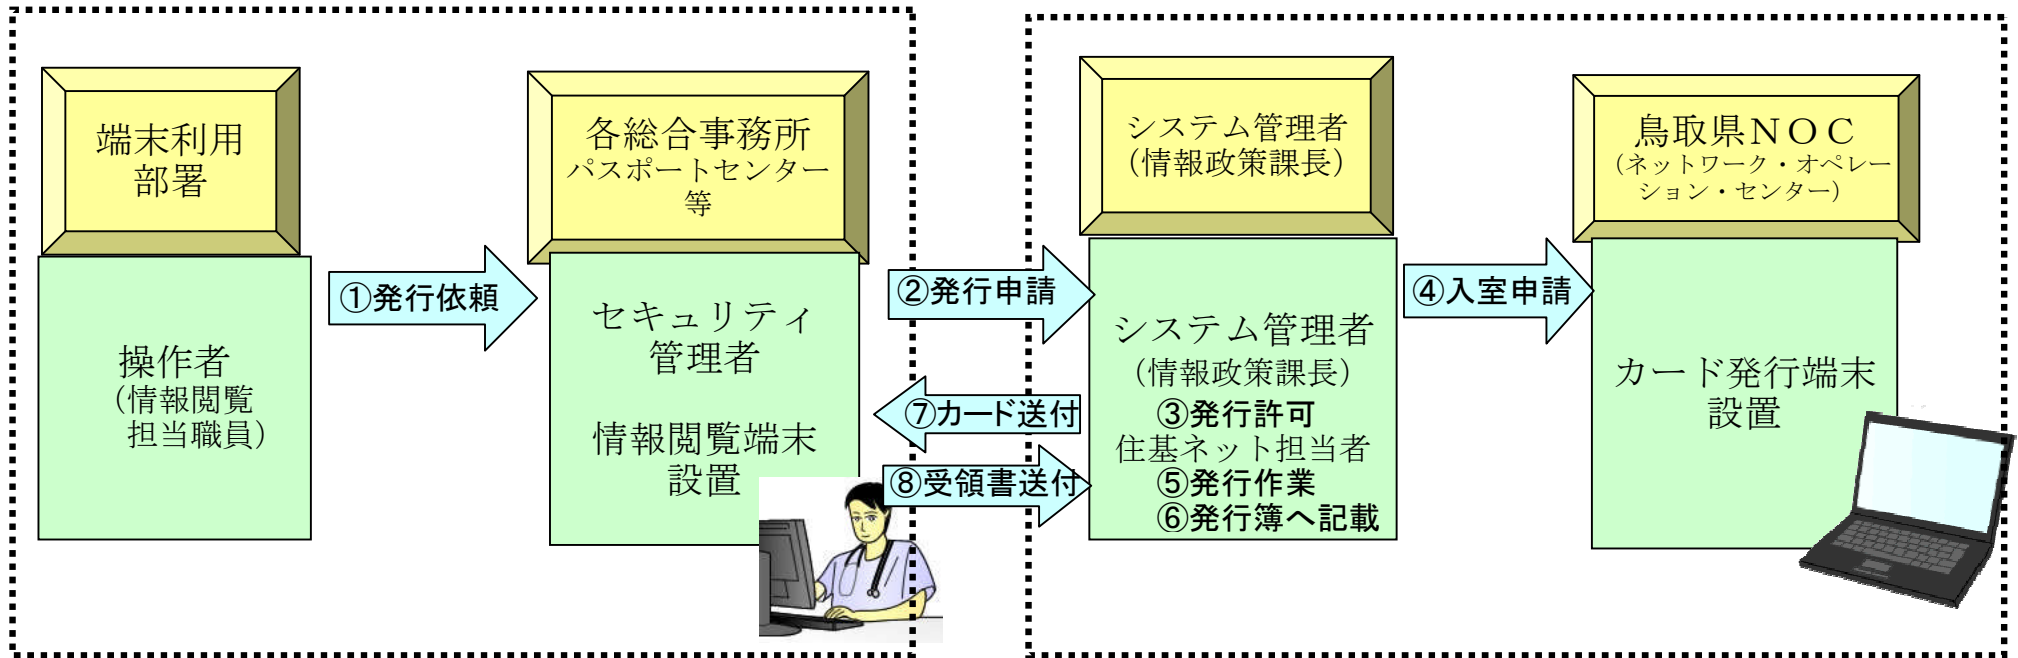 端末利用
部署
操作者
（情報閲覧
担当職員）
①発行依頼
各総合事務所
パスポートセンター
等
セキュリティ
管理者
情報閲覧端末
設置
②発行申請
⑦カード送付
⑧受領書送付
システム管理者
（情報政策課長）
システム管理者
（情報政策課長）
③発行許可
住基ネット担当者
⑤発行作業
⑥発行簿へ記載
④入室申請
鳥取県ＮＯＣ
（ネットワーク・オペレー
ション・センター）
カード発行端末
設置